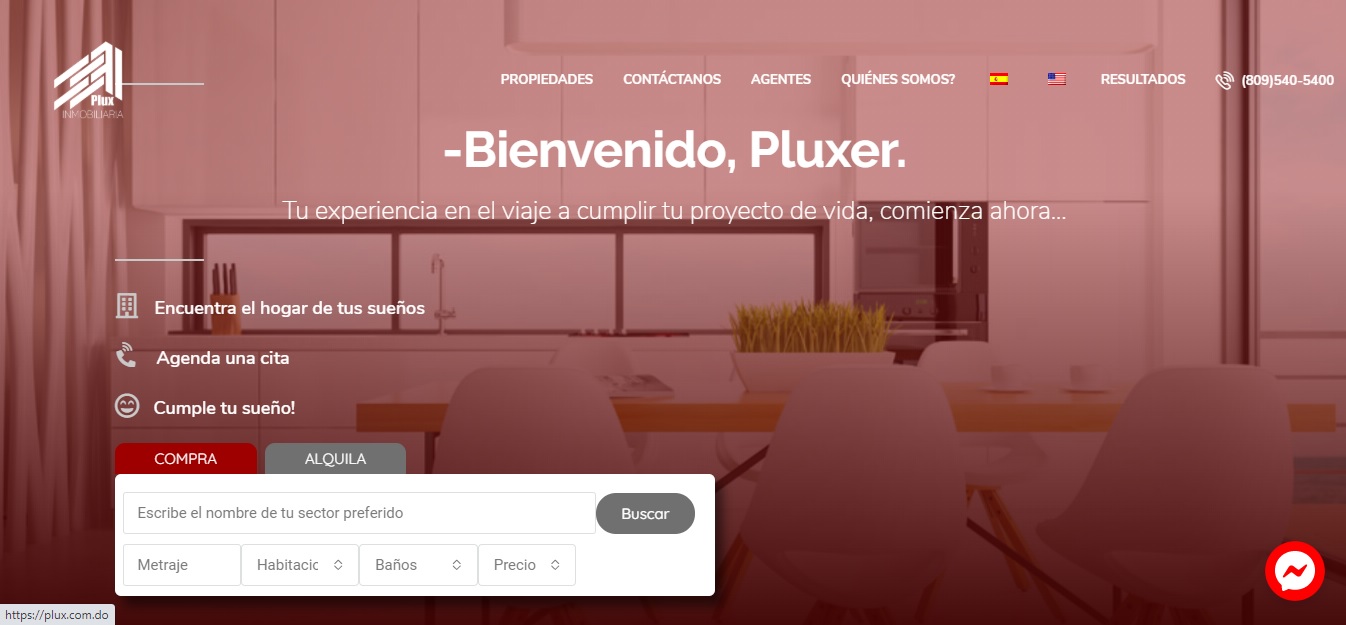 Plux
INMOBILIARIA
PROPIEDADES CONTÁCTANOS AGENTES QUIÉNES SOMOS? RESULTADOS (809)540-5400
-Bienvenido, Pluxer.
Tu experiencia en el viaje a cumplir tu proyecto de vida, comienza ahora...
Encuentra el hogar de tus sueños
Agenda una cita
Cumple tu sueño!
COMPRA ALQUILA
Escribe el nombre de tu sector preferido Buscar
Metraje Habitacic Baños Precio
https://plux.com.do